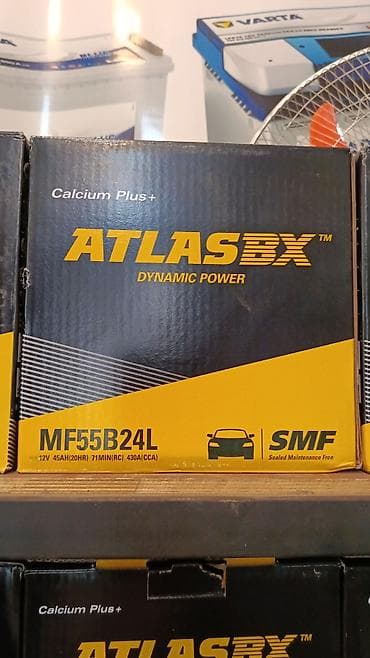 VARTA
BLUE
Calcium Plus+
ATLASBX™
DYNAMIC POWER
MF55B24L
12V 45AH(20HR) 71MIN(RC) 430A(CCA)
SMF
Sealed Maintenance Free
Calcium Plus+
ATLASBX™